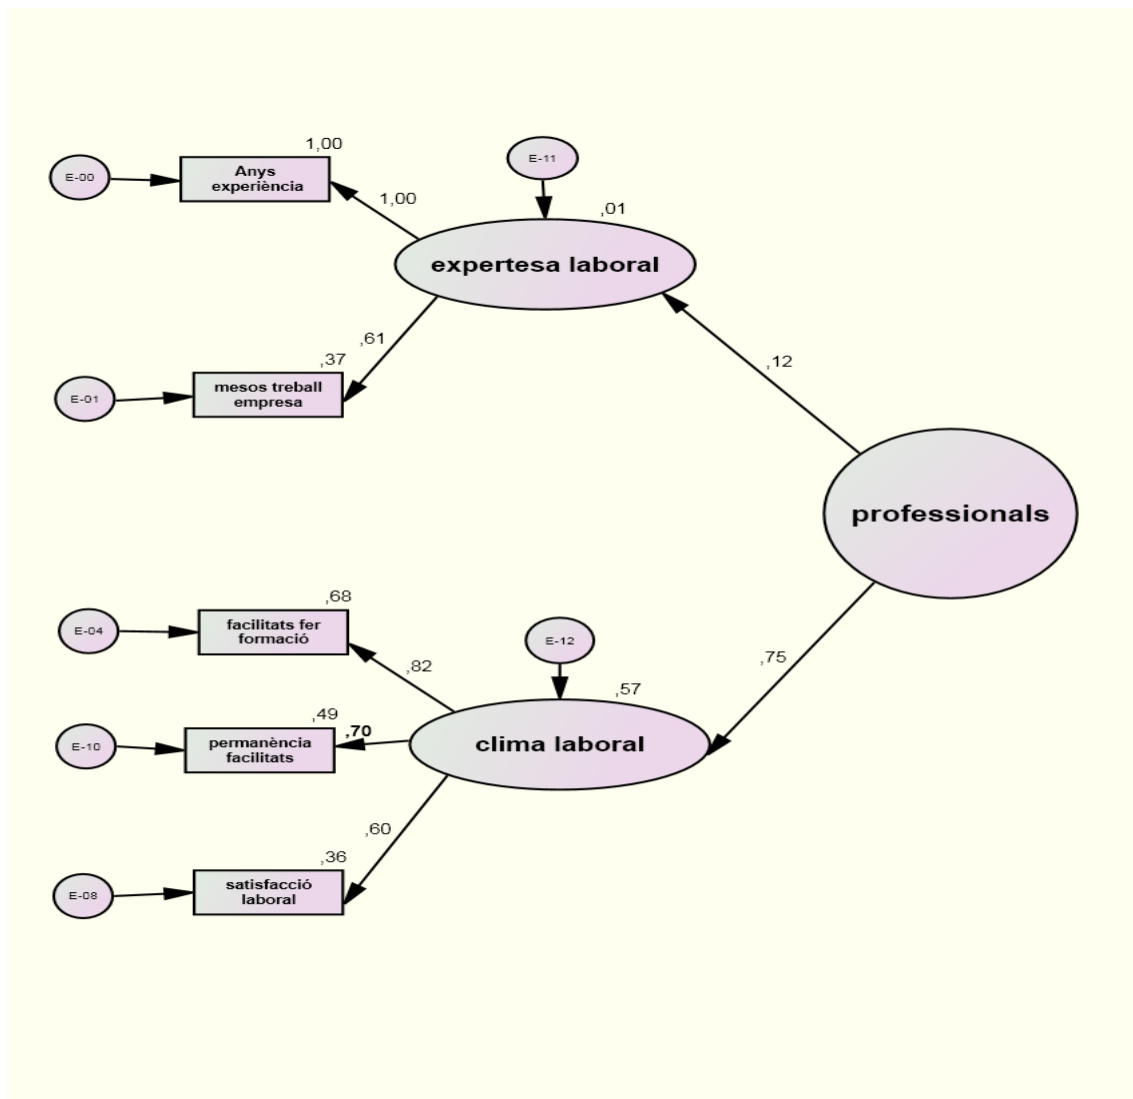 1,00
E-11
E-00
Anys
experiència
1,00
,01
expertesa laboral
,61
,37
,12
E-01
mesos treball
empresa
professionals
,68
E-04
facilitats fer
formació
E-12
,82
,75
,57
,49
,70
E-10
permanència
facilitats
clima laboral
,60
,36
E-08
satisfacció
laboral